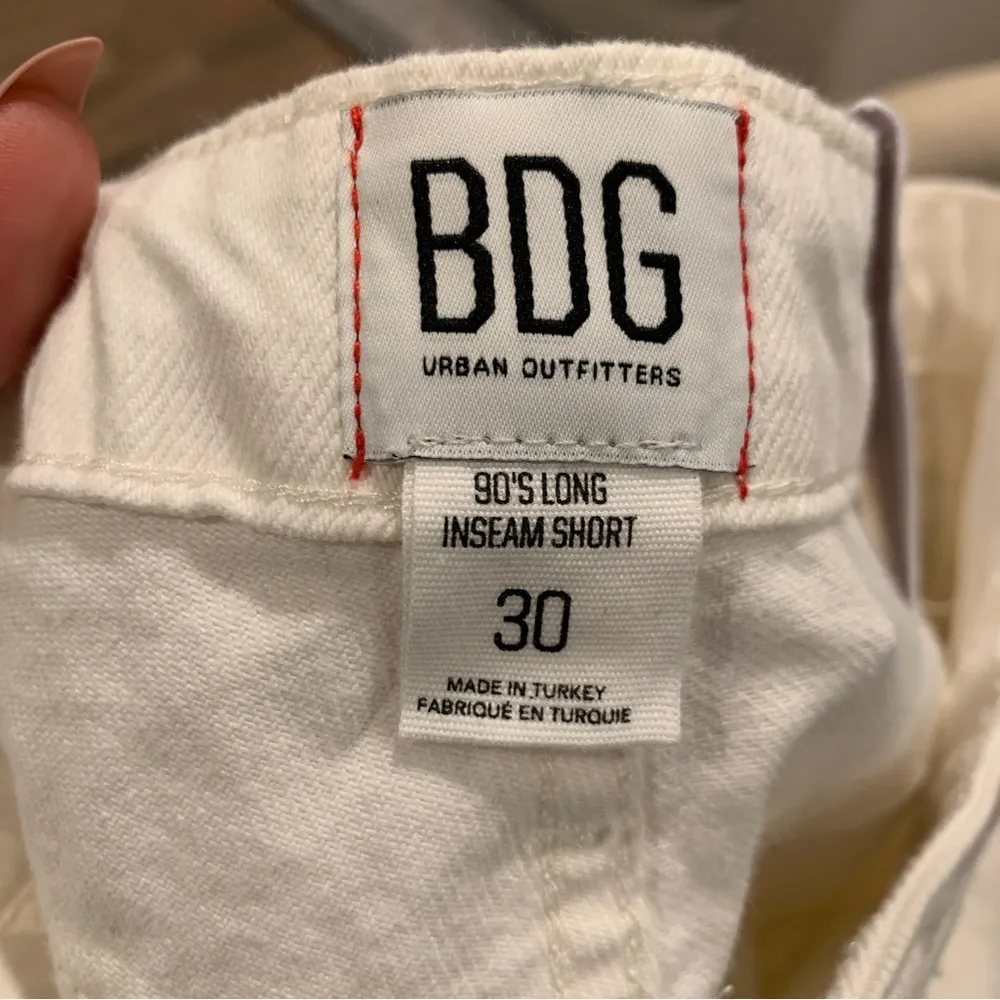 BDG
URBAN OUTFITTERS
90'S LONG
INSEAM SHORT
30
MADE IN TURKEY
FABRIQUÉ EN TURQUIE